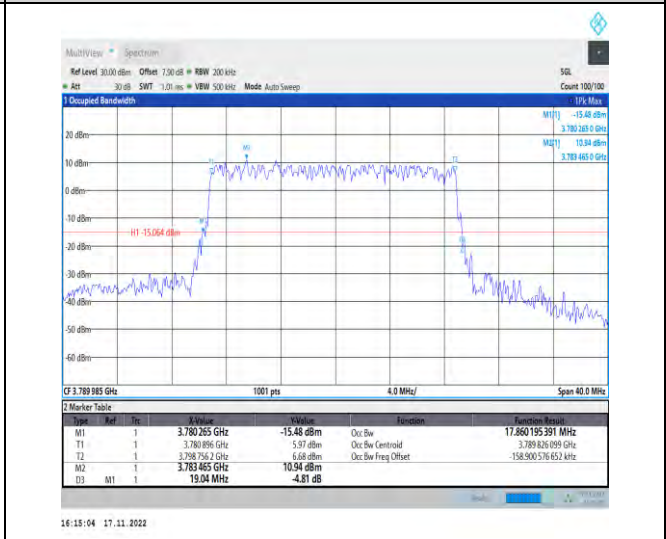 MultiView Spectrum
Ref Level 30.00 dBm Offset 7.90 dB RBW 200 kHz SGL
Att 30 dB SWT 1.01 ms VBW 500 kHz Mode Auto Sweep Count 100/100
1 Occupied Bandwidth 1Pk Max
M1[1] -15.48 dBm
3.780 265 0 GHz
20 dBm
M2[1] 10.94 dBm
3.783 465 0 GHz
M2
T1
T2
10 dBm
0 dBm
-10 dBm
M1
H1 -15.064 dBm
-20 dBm
D3
-30 dBm
-40 dBm
-50 dBm
-60 dBm
CF 3.789 985 GHz 1001 pts 4.0 MHz/ Span 40.0 MHz
2 Marker Table
Type Ref Trc X-Value Y-Value Function Function Result
M1 1 3.780 265 GHz -15.48 dBm Occ Bw 17.860 195 391 MHz
T1 1 3.780 896 GHz 5.97 dBm Occ Bw Centroid 3.789 826 099 GHz
T2 1 3.798 756 2 GHz 6.68 dBm Occ Bw Freq Offset -158.900 576 652 kHz
M2 1 3.783 465 GHz 10.94 dBm
D3 M1 1 19.04 MHz -4.81 dB
16:15:04 17.11.2022